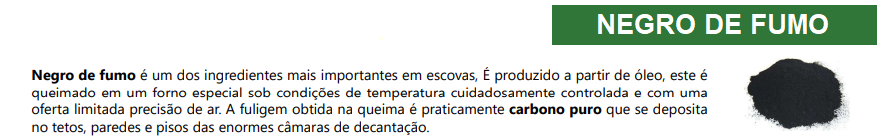 NEGRO DE FUMO
Negro de fumo é um dos ingredientes mais importantes em escovas, É produzido a partir de óleo, este é
queimado em um forno especial sob condições de temperatura cuidadosamente controlada e com uma
oferta limitada precisão de ar. A fuligem obtida na queima é praticamente carbono puro que se deposita
no tetos, paredes e pisos das enormes câmaras de decantação.